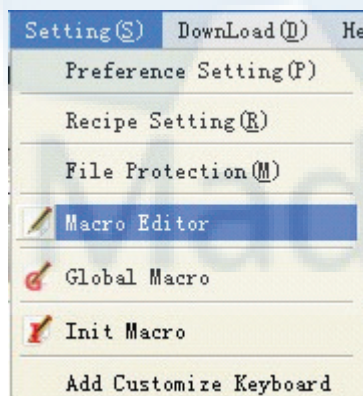 Setting(S) DownLoad(D) He
Preference Setting(P)
Recipe Setting(R)
File Protection(M)
Macro Editor
Global Macro
Init Macro
Add Customize Keyboard